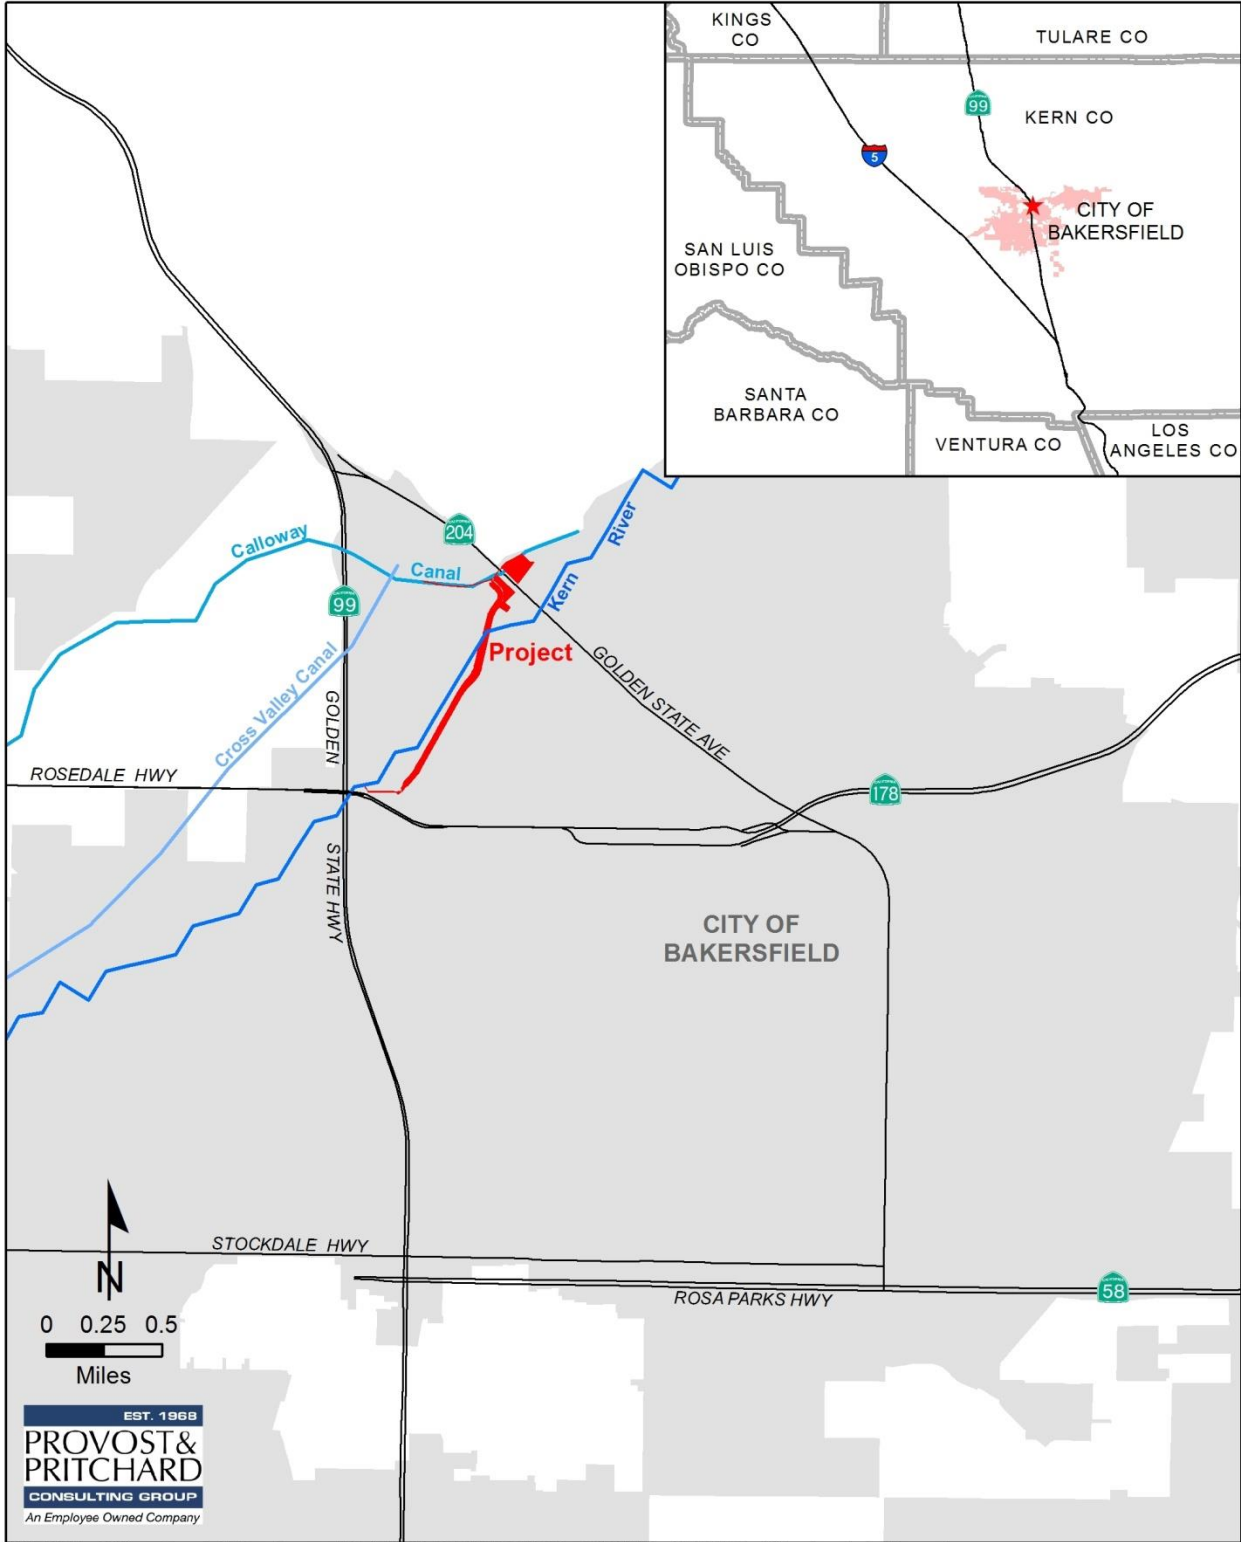 KINGS
CO
TULARE CO
99
KERN CO
5
CITY OF
BAKERSFIELD
SAN LUIS
OBISPO CO
SANTA
BARBARA CO
VENTURA CO
LOS
ANGELES CO
204
Calloway
Canal
River
Kern
99
Project
Cross Valley Canal
GOLDEN
GOLDEN STATE AVE
ROSEDALE HWY
178
STATE HWY
CITY OF
BAKERSFIELD
STOCKDALE HWY
ROSA PARKS HWY
58
N
0 0.25 0.5
Miles
EST. 1968
PROVOST&
PRITCHARD
CONSULTING GROUP
An Employee Owned Company